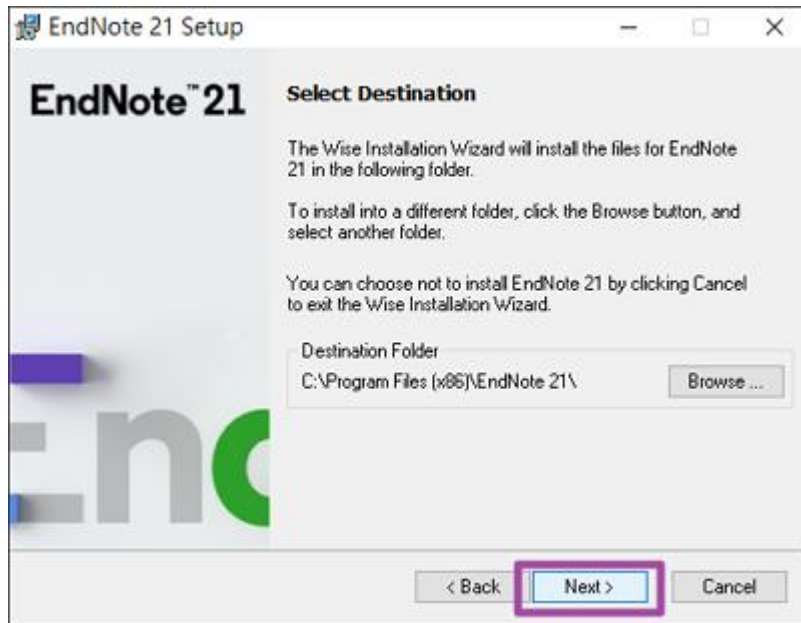 EndNote 21 Setup
EndNote™21
Select Destination
The Wise Installation Wizard will install the files for EndNote
21 in the following folder.
To install into a different folder, click the Browse button, and
select another folder.
You can choose not to install EndNote 21 by clicking Cancel
to exit the Wise Installation Wizard.
Destination Folder
C:\Program Files (x86)\EndNote 21\
Browse ...
Enc
< Back
Next >
Cancel